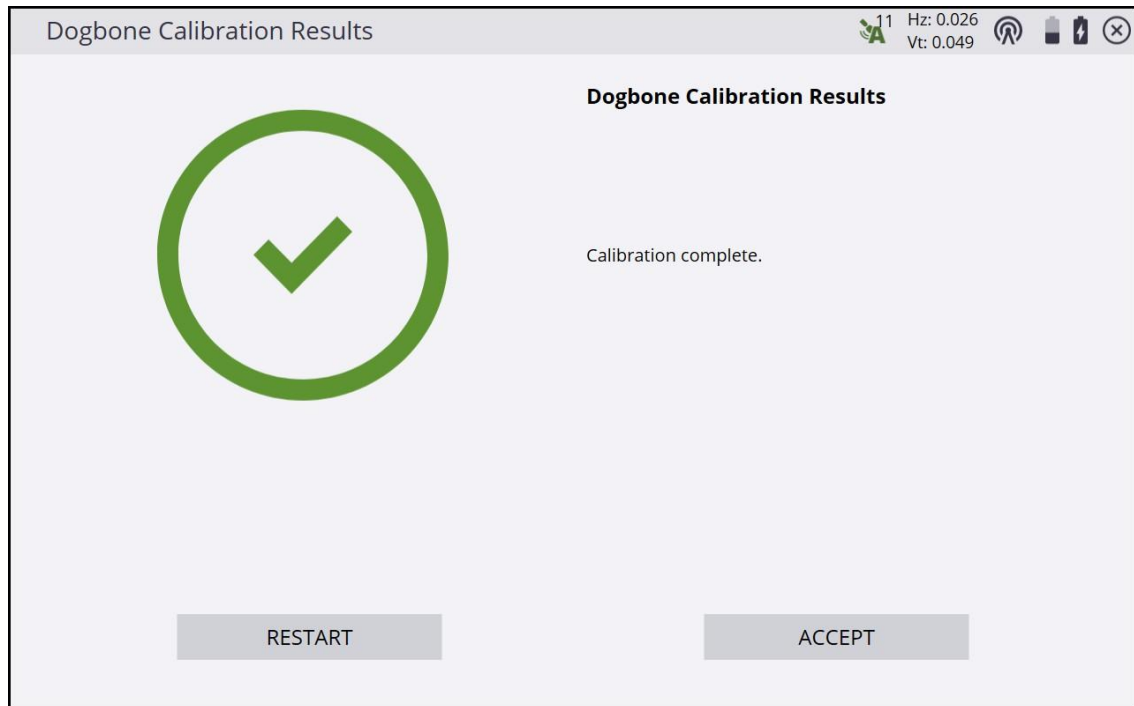 Dogbone Calibration Results
11
Hz: 0.026
Vt: 0.049
Dogbone Calibration Results
Calibration complete.
RESTART
ACCEPT